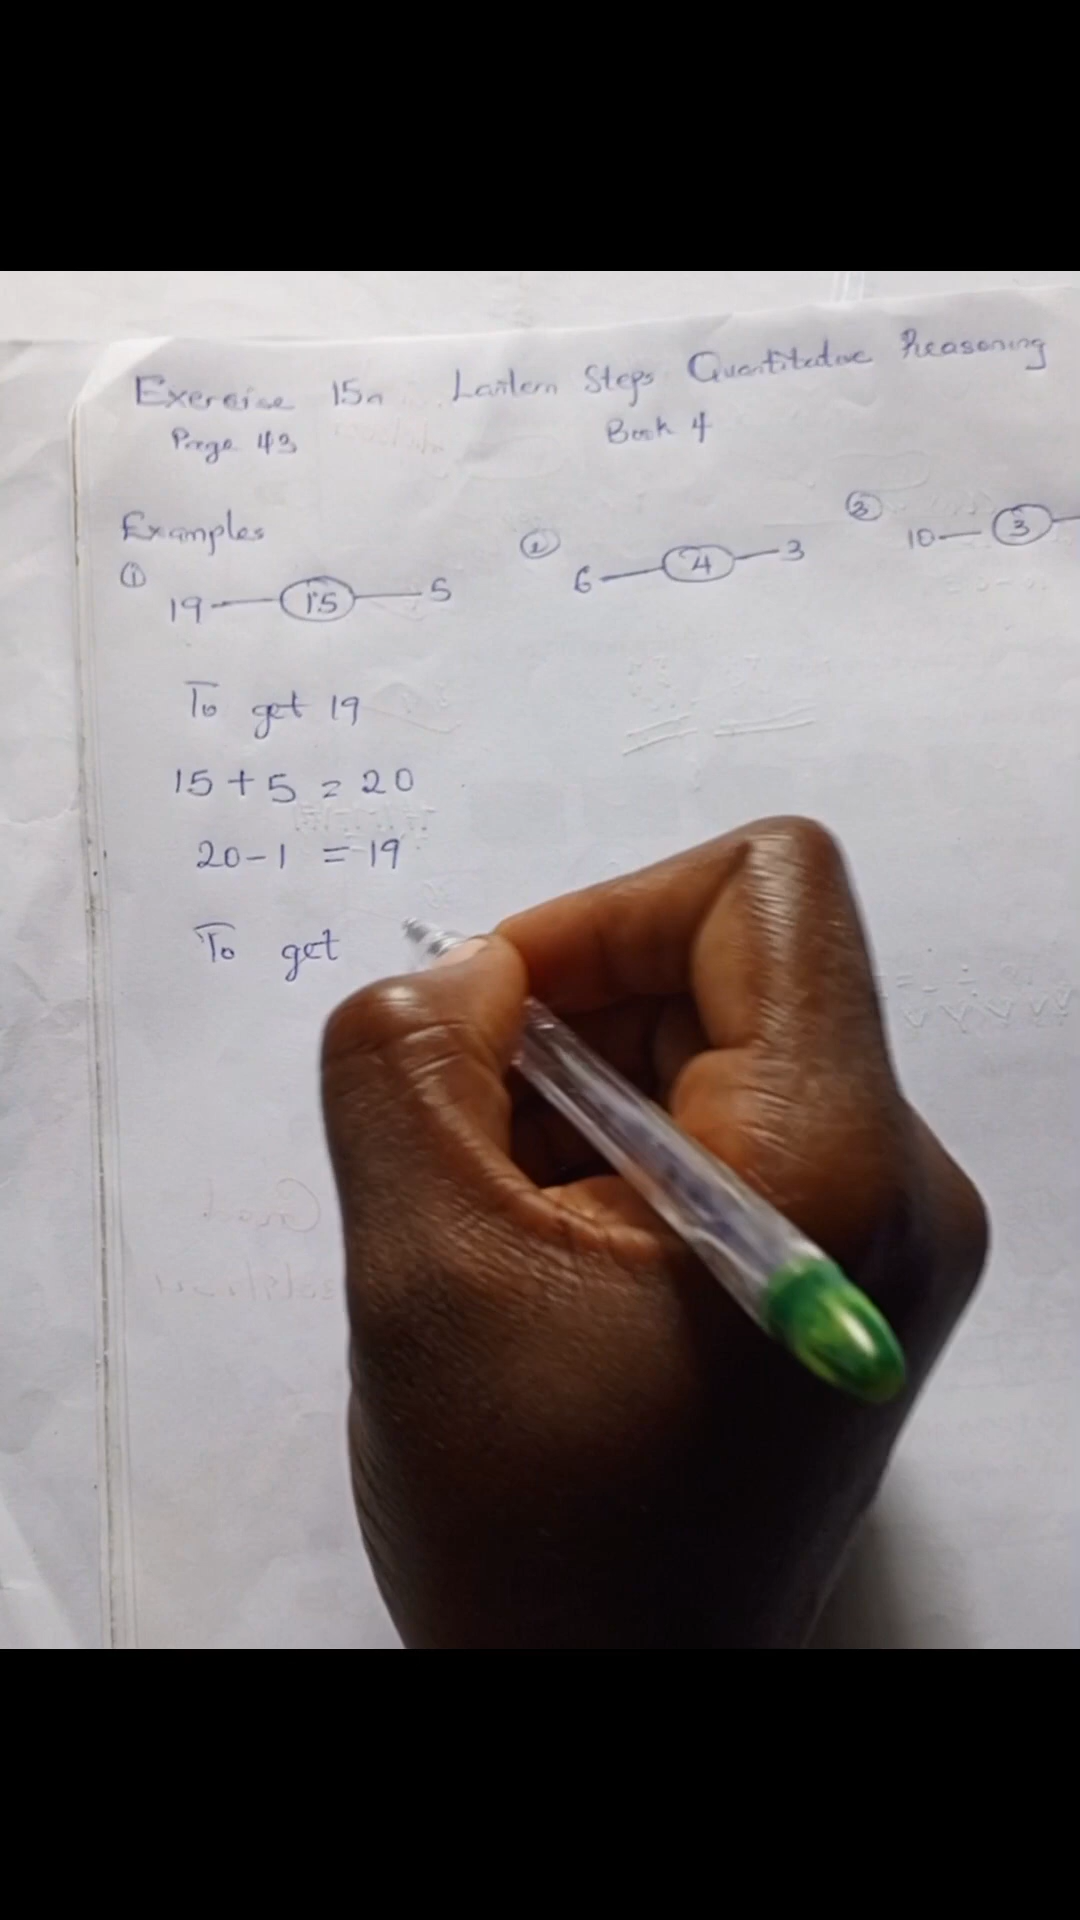 Exercise 15a Lantern Steps Quantitative Reasoning
Page 43 Book 4
Examples
① 19 — 15 — 5
② 6 — 4 — 3
③ 10 — 3 —
To get 19
15 + 5 = 20
20 - 1 = 19
To get